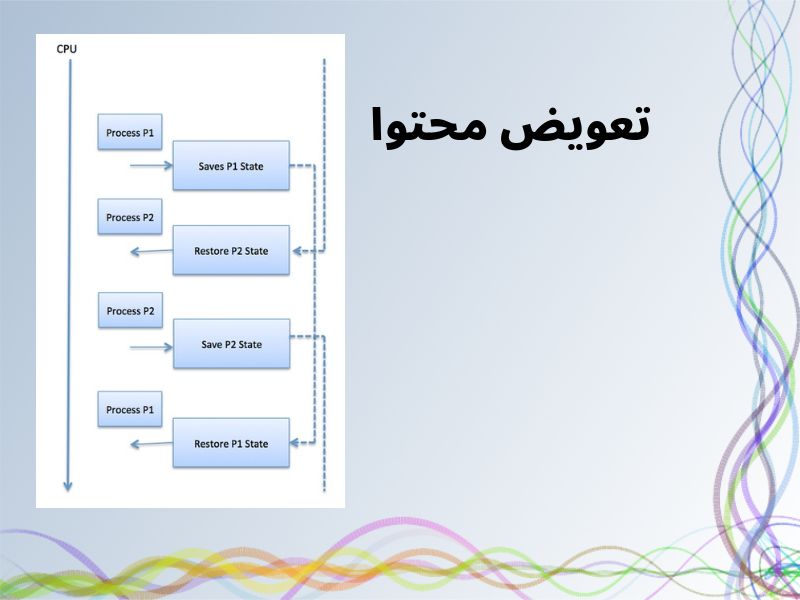 CPU
تعویض محتوا
Process P1
Saves P1 State
Process P2
Restore P2 State
Process P2
Save P2 State
Process P1
Restore P1 State